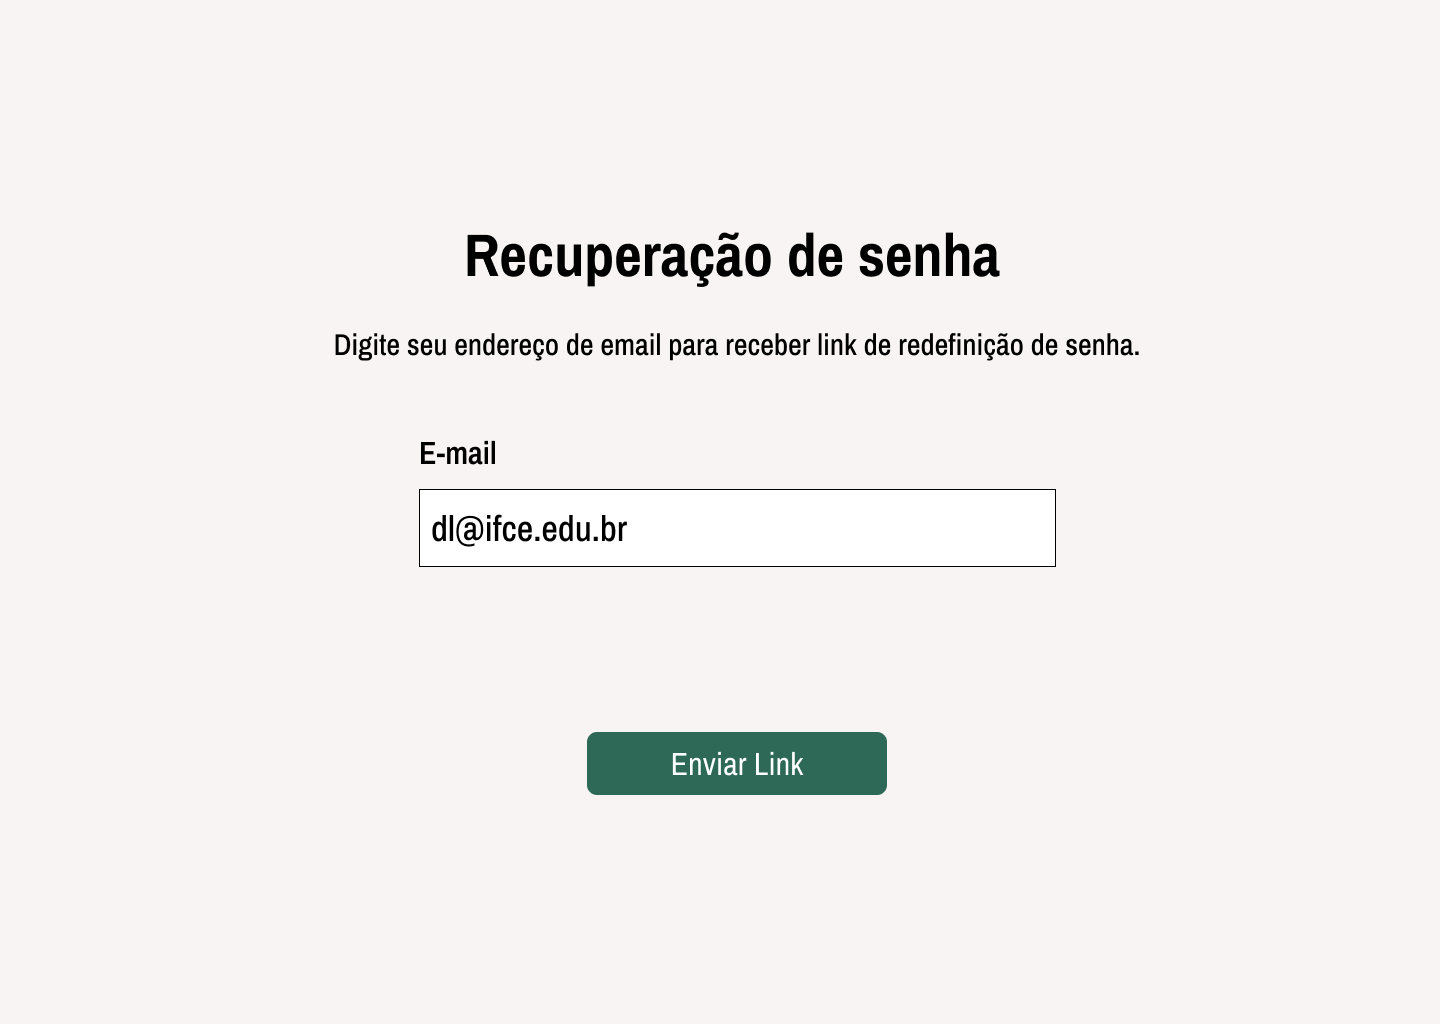 Recuperação de senha
Digite seu endereço de email para receber link de redefinição de senha.
E-mail
dl@ifce.edu.br
Enviar Link